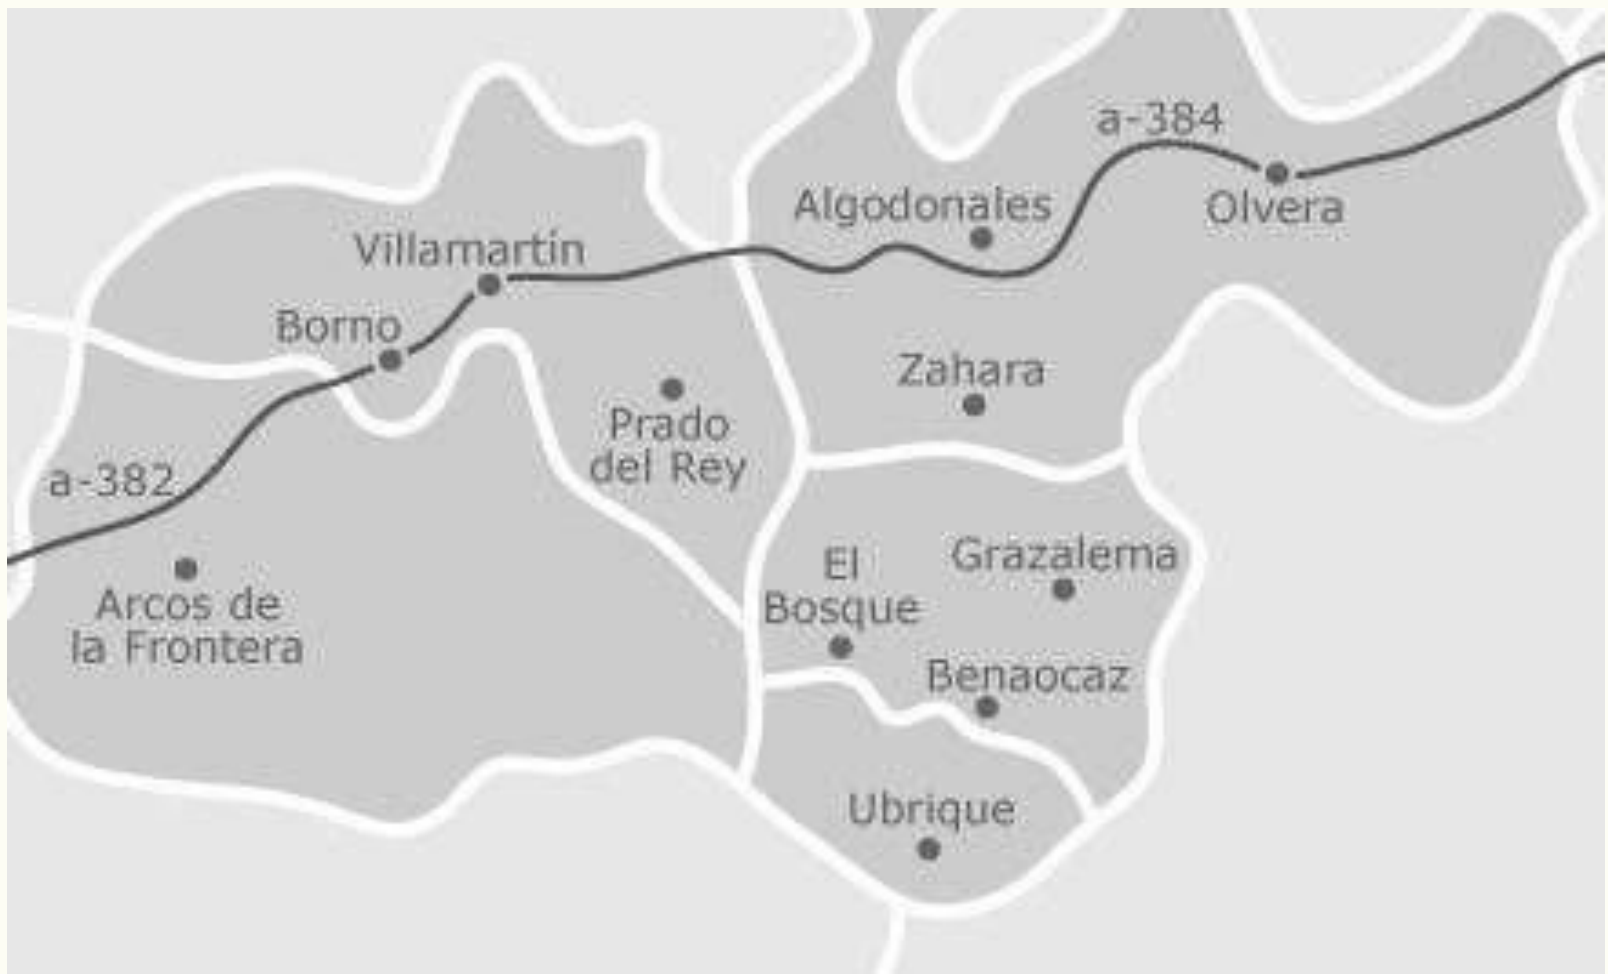 a-384
Algodonales
Olvera
Villamartín
Borno
Zahara
Prado
del Rey
a-382
El
Bosque
Grazalema
Arcos de
la Frontera
Benaocaz
Ubrique